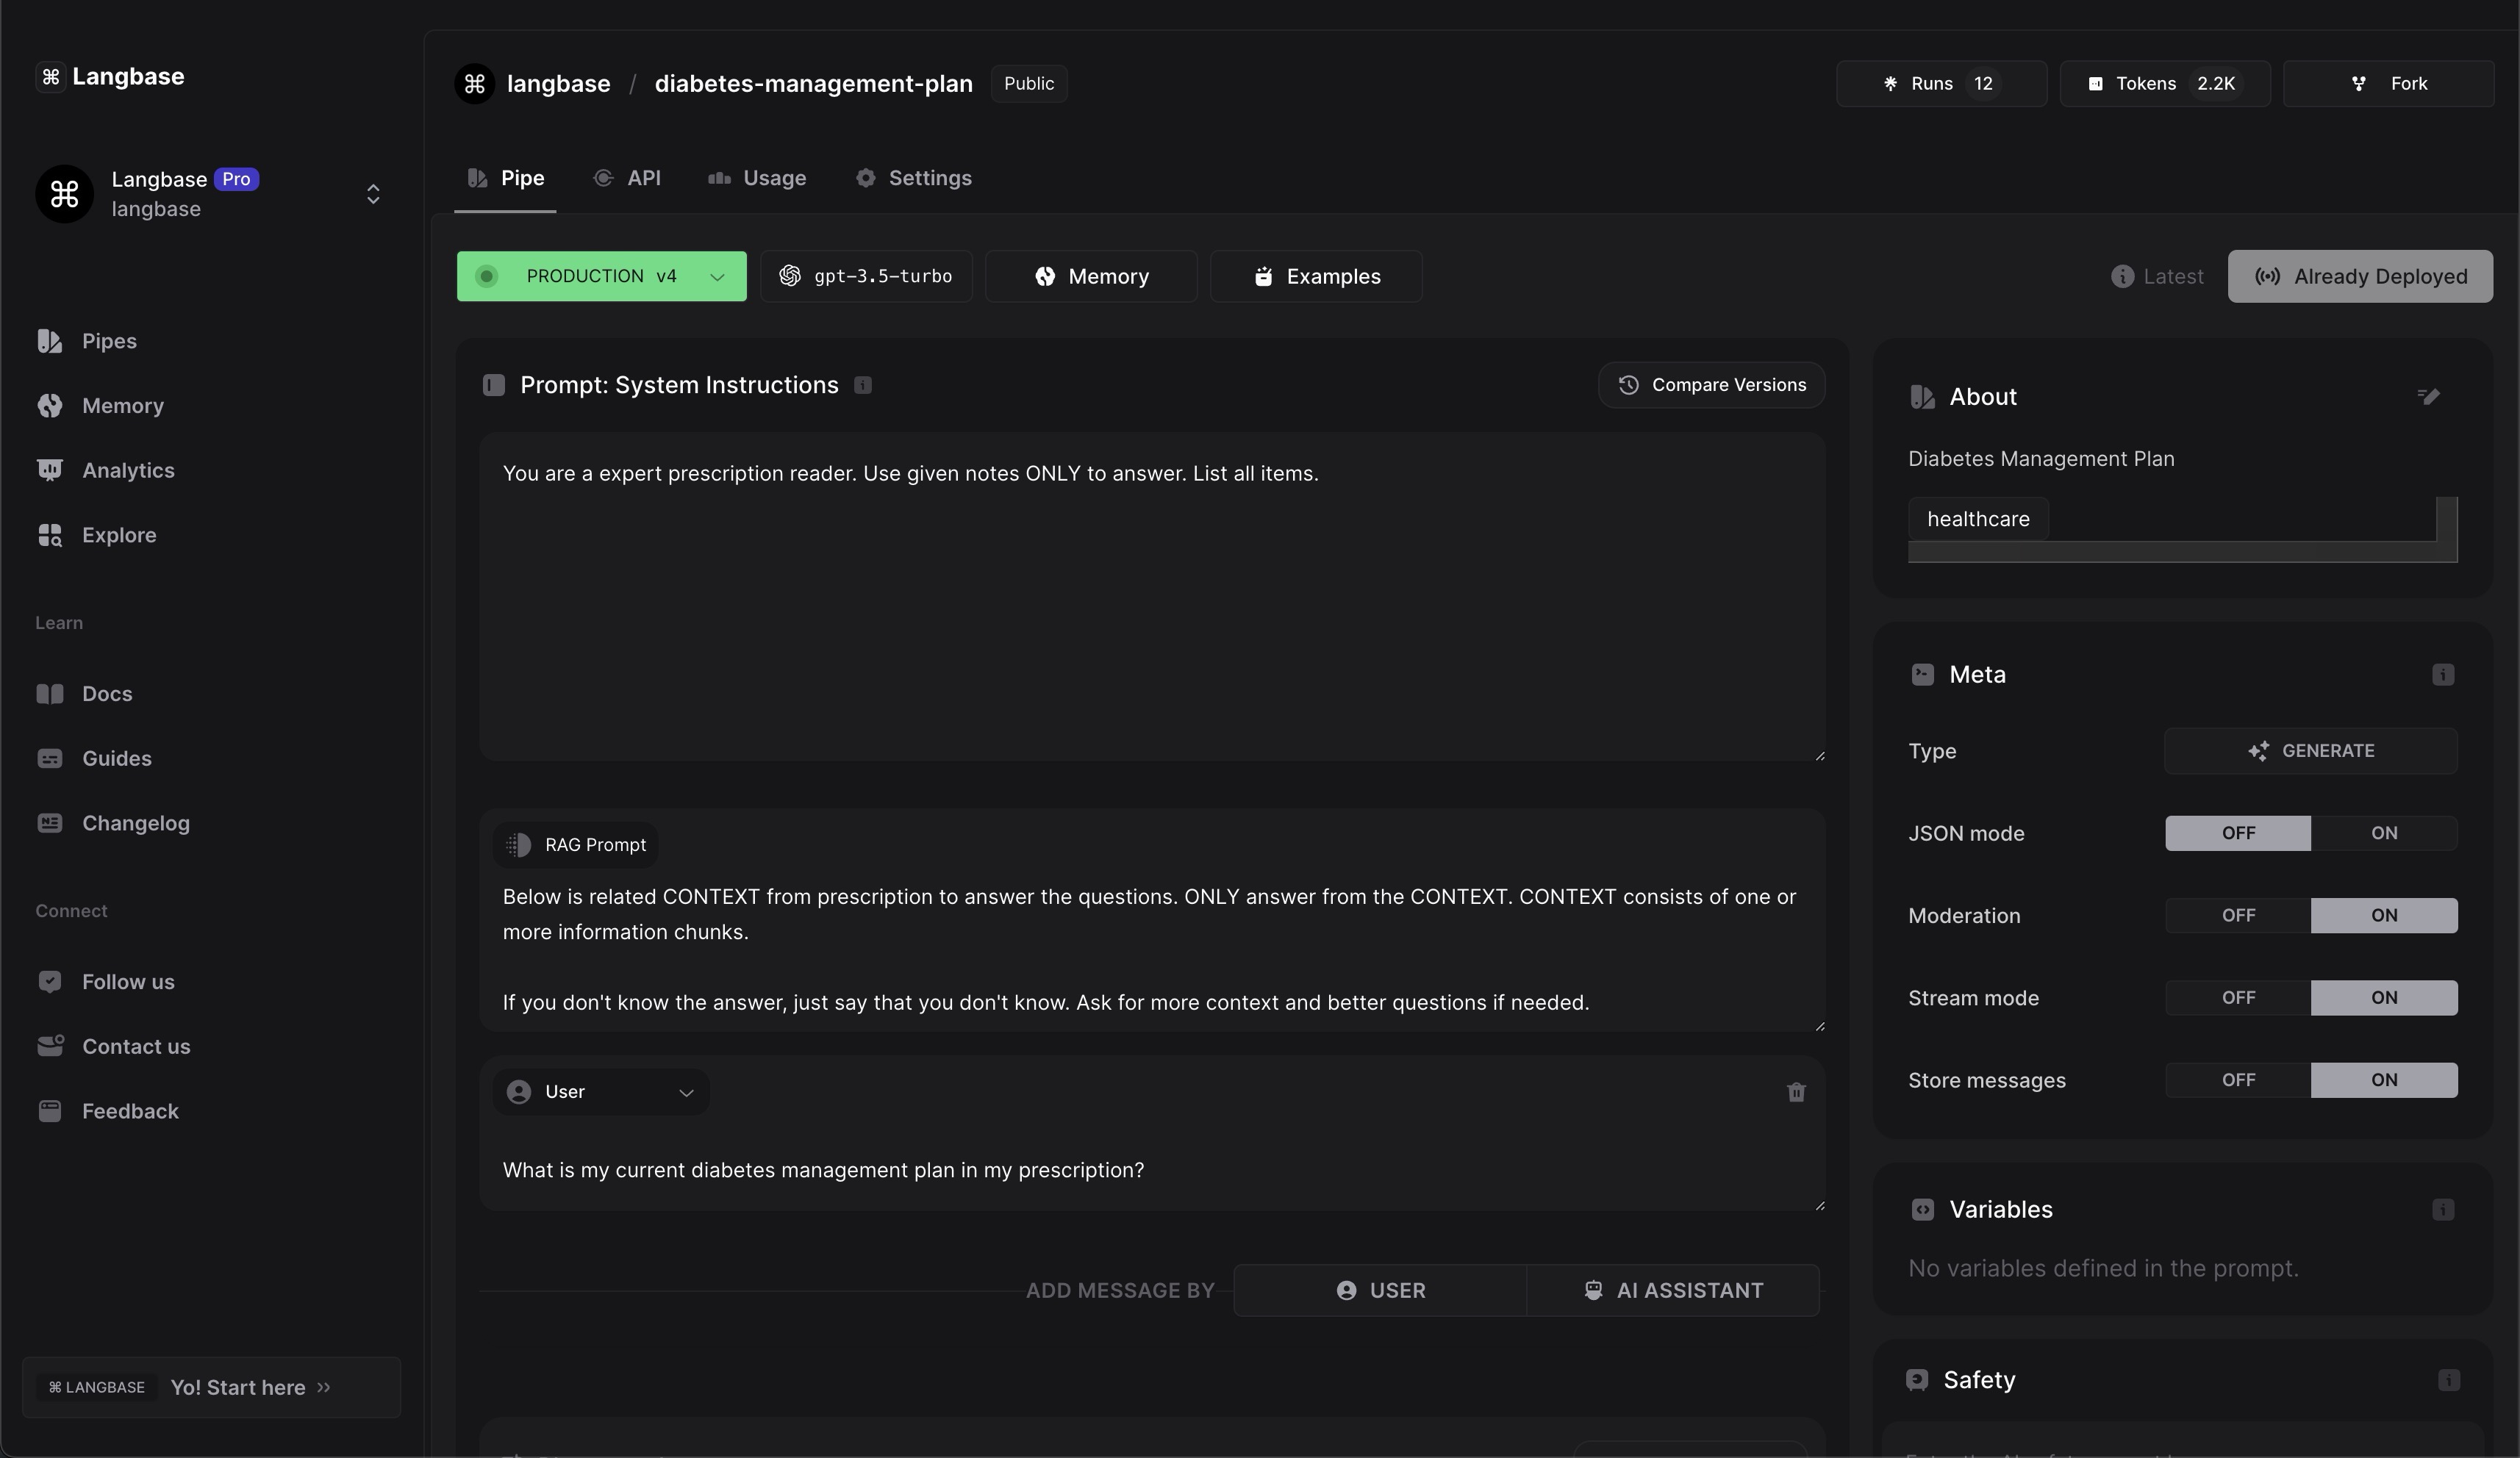 Langbase
Langbase Pro
langbase
Pipes
Memory
Analytics
Explore
Learn
Docs
Guides
Changelog
Connect
Follow us
Contact us
Feedback
⌘ LANGBASE Yo! Start here
langbase / diabetes-management-plan Public
Runs 12
Tokens 2.2K
Fork
Pipe
API
Usage
Settings
PRODUCTION v4
gpt-3.5-turbo
Memory
Examples
Latest
Already Deployed
Prompt: System Instructions
Compare Versions
You are a expert prescription reader. Use given notes ONLY to answer. List all items.
RAG Prompt
Below is related CONTEXT from prescription to answer the questions. ONLY answer from the CONTEXT. CONTEXT consists of one or
more information chunks.
If you don't know the answer, just say that you don't know. Ask for more context and better questions if needed.
User
What is my current diabetes management plan in my prescription?
ADD MESSAGE BY USER AI ASSISTANT
About
Diabetes Management Plan
healthcare
Meta
Type GENERATE
JSON mode OFF ON
Moderation OFF ON
Stream mode OFF ON
Store messages OFF ON
Variables
No variables defined in the prompt.
Safety